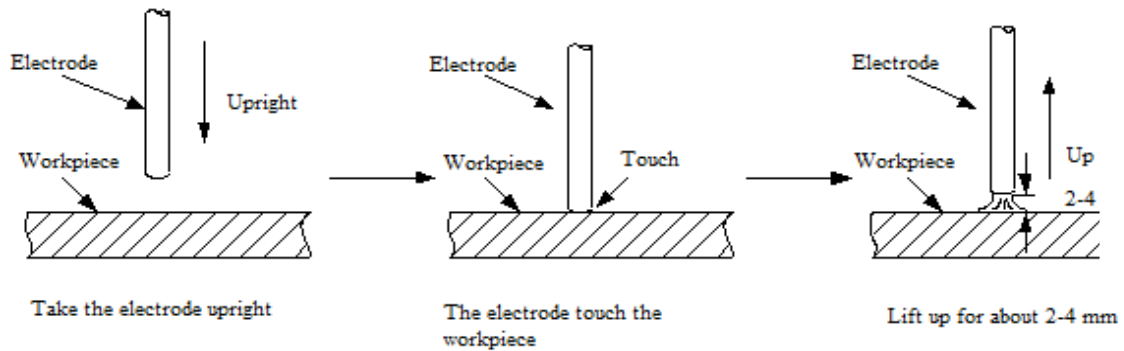 Electrode
Upright
Workpiece
Take the electrode upright
Electrode
Workpiece
Touch
The electrode touch the
workpiece
Electrode
Workpiece
Up
2-4
Lift up for about 2-4 mm